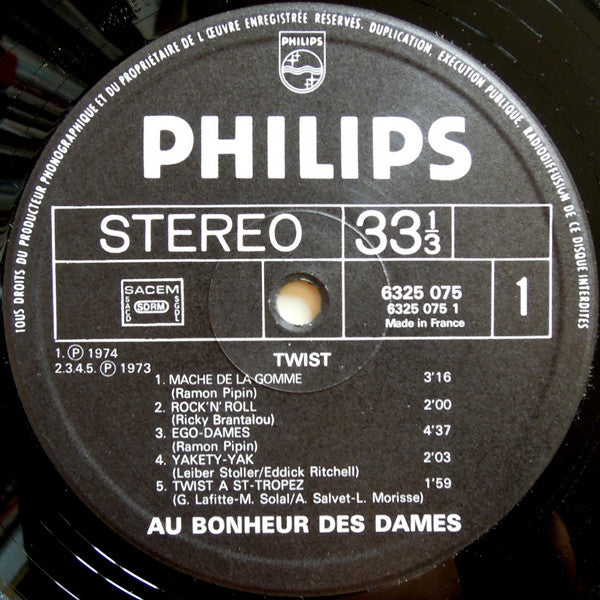 TOUS DROITS DU PRODUCTEUR PHONOGRAPHIQUE ET DU PROPRIÉTAIRE DE L'ŒUVRE ENREGISTRÉE RÉSERVÉS. DUPLICATION, EXÉCUTION PUBLIQUE, RADIODIFFUSION DE CE DISQUE INTERDITES
PHILIPS
PHILIPS
STEREO 33 1/3
SACEM
SACD SDRM SGDL
6325 075
6325 075 1
Made in France
1
1. ℗ 1974
2.3.4.5. ℗ 1973
TWIST
1. MACHE DE LA GOMME 3'16
(Ramon Pipin)
2. ROCK'N'ROLL 2'00
(Ricky Brantalou)
3. EGO-DAMES 4'37
(Ramon Pipin)
4. YAKETY-YAK 2'03
(Leiber Stoller/Eddick Ritchell)
5. TWIST A ST-TROPEZ 1'59
(G. Lafitte-M. Solal/A. Salvet-L. Morisse)
AU BONHEUR DES DAMES